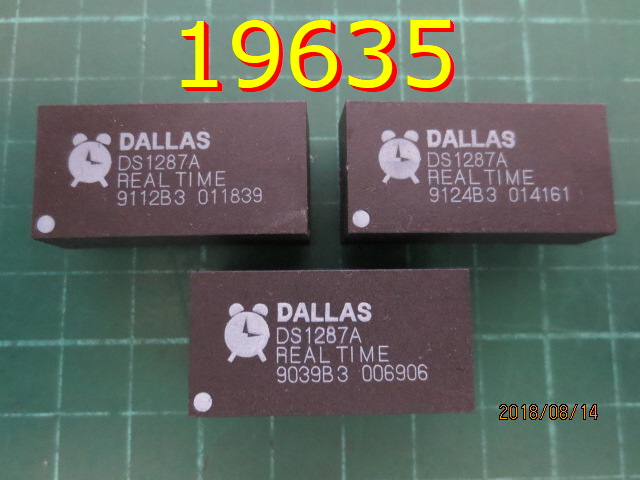 19635
DALLAS
DS1287A
REAL TIME
9112B3 011839
DALLAS
DS1287A
REAL TIME
9124B3 014161
DALLAS
DS1287A
REAL TIME
9039B3 006906
2018/08/14